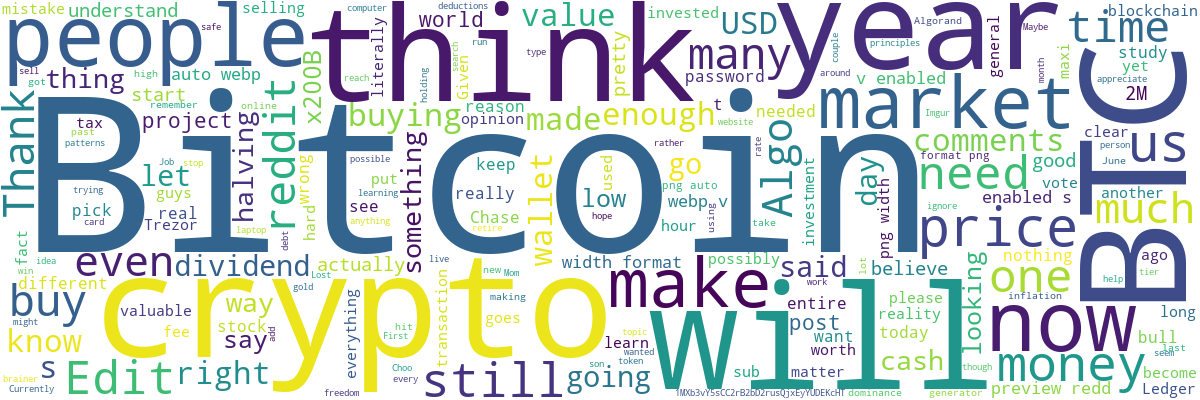 mistake understand
selling
people
think
year
many
USD
value
invested
world
time
blockchain
safe
computer
deductions
run
Algorand
Maybe
principles
couple
around
month
type
search
reach
Given
holding
pretty
literally
general
maxi
study
yet
appreciate
2M
sell
got
high
thing
auto webp
start
x200B
password
v enabled
remember
online
buying
reason
opinion
made
enough
t
needed
website
market
Imgur
comments
clear
person
June
BTC
us
Thank
tax
past
patterns
project
halving
reddit
Bitcoin
Job
stop
possible
learning
anything
trying
let
guys
pick
real
card
Trezor
laptop
wrong
hard
put
see
something
keep
really
Chase
retire
wallet
used
low
hope
rather
go
png auto
webp v
hour
using
rate
take
Algo
investment
day
png width
ignore
need
format png
vote
good
another
enabled s
much
price
nothing
fact
idea
win
different
even
dividend
debt
actually
Lost
live
gold
new
Mom
making
width format
possibly
said
work
believe
lot
looking
one
ago
tier
help
inflation
long
buy
might
valuable
crypto
way
stock
fee
say
add
everything
hit
First
goes
transaction
topic
learn
wanted
make
entire
post
want
worth
will
please
reality
today
though
now
bull
last
seem
know
s
brainer
Currently
Edit
right
freedom
every
Choo
still
going
son
token
sub
matter
cash
money
become
dominance
generator
preview redd
Ledger